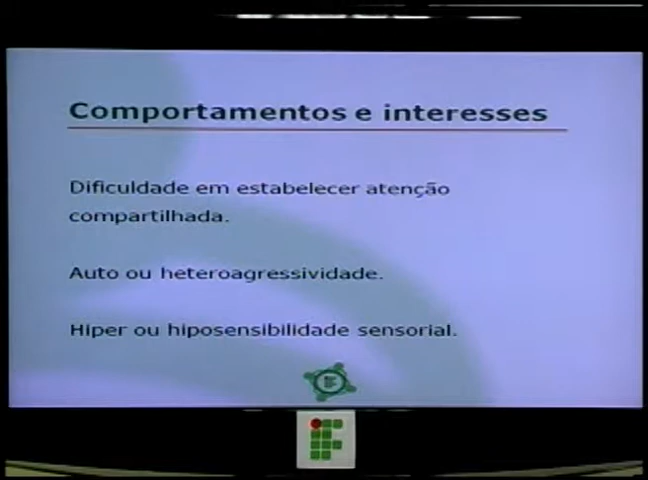 Comportamentos e interesses
Dificuldade em estabelecer atenção
compartilhada.
Auto ou heteroagressividade.
Hiper ou hiposensibilidade sensorial.